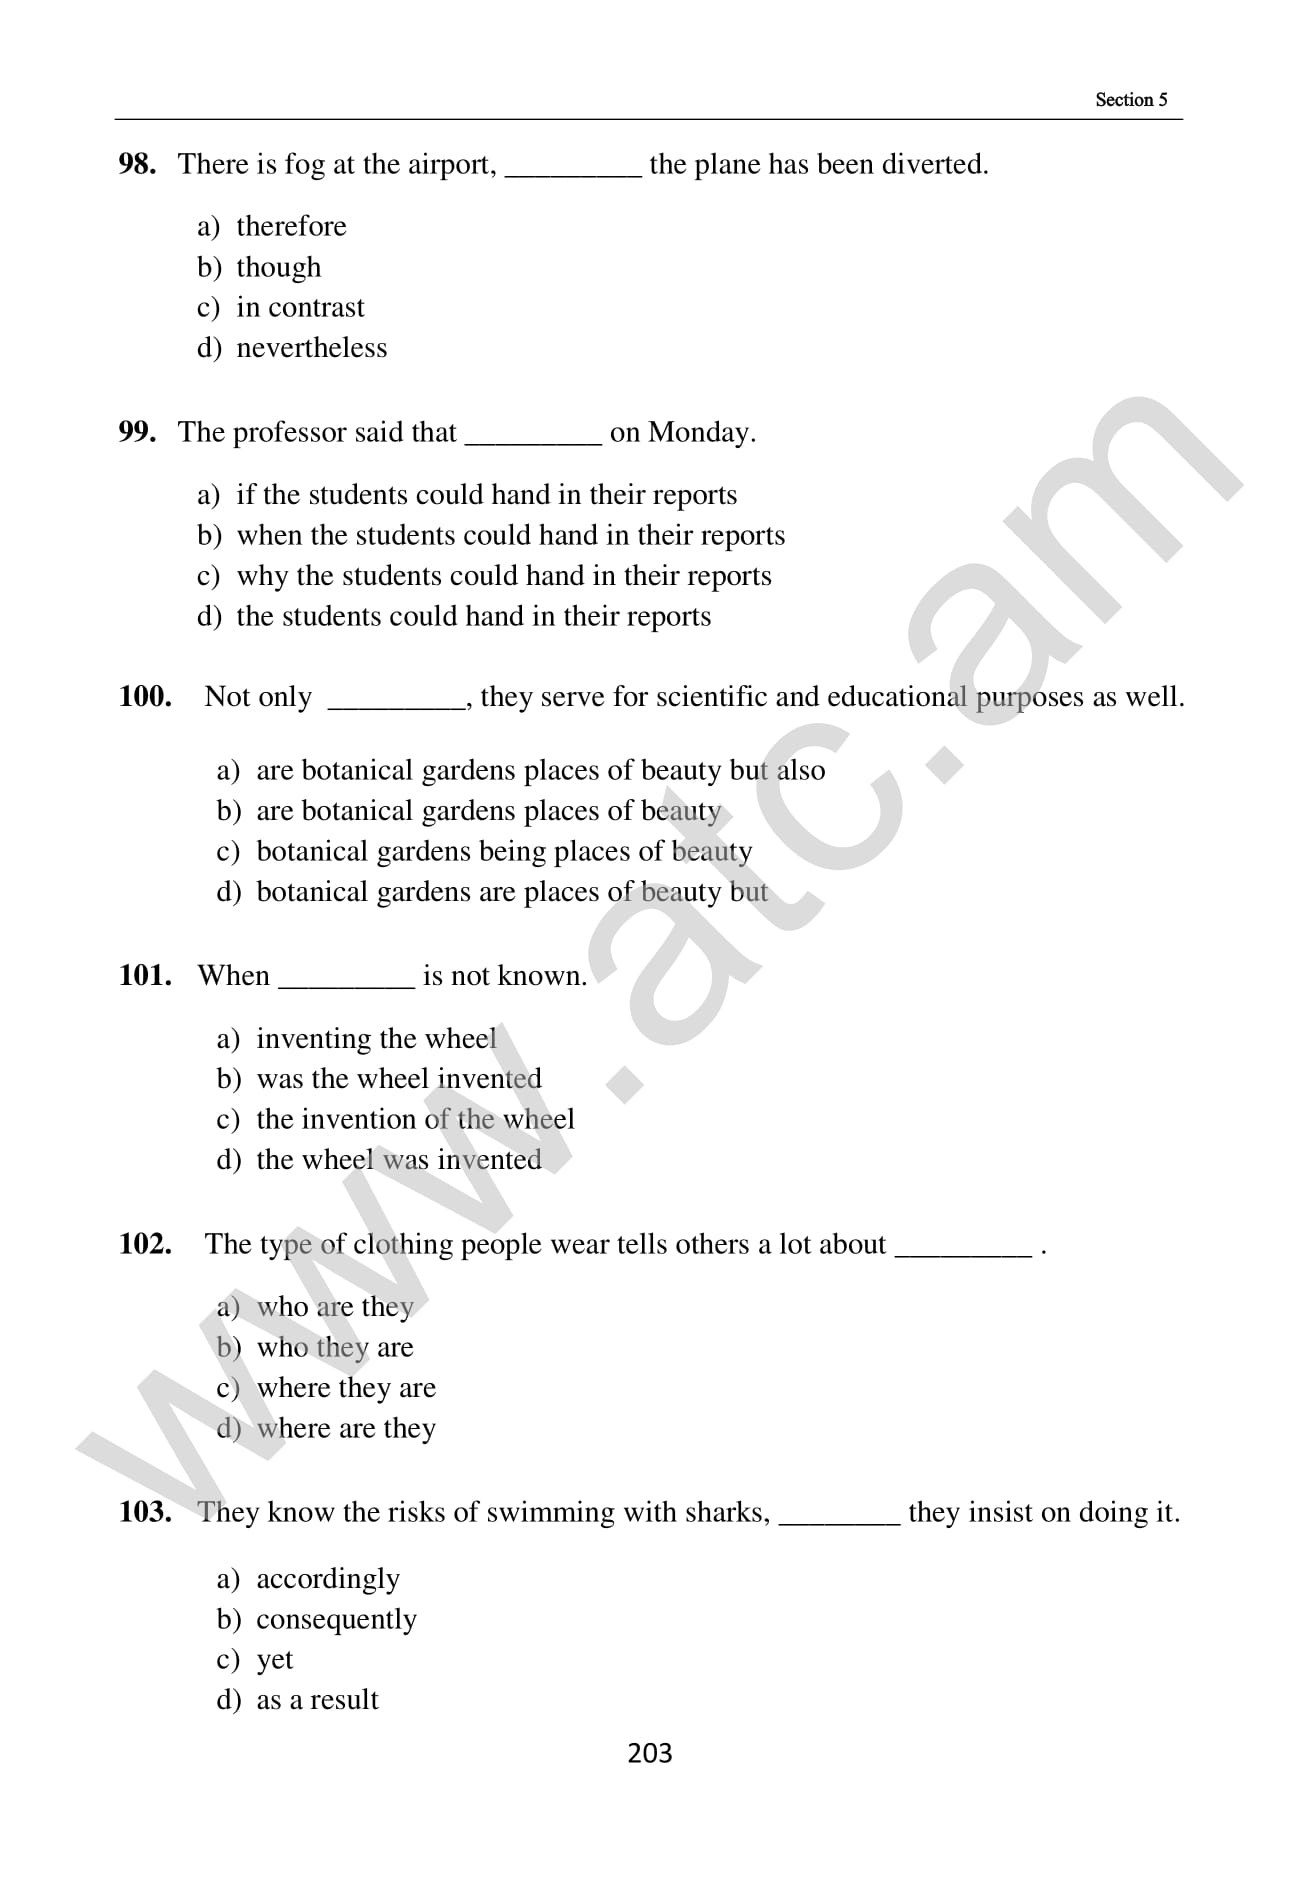 Section 5
98. There is fog at the airport, _________ the plane has been diverted.
a) therefore
b) though
c) in contrast
d) nevertheless
99. The professor said that _________ on Monday.
a) if the students could hand in their reports
b) when the students could hand in their reports
c) why the students could hand in their reports
d) the students could hand in their reports
100. Not only _________, they serve for scientific and educational purposes as well.
a) are botanical gardens places of beauty but also
b) are botanical gardens places of beauty
c) botanical gardens being places of beauty
d) botanical gardens are places of beauty but
101. When _________ is not known.
a) inventing the wheel
b) was the wheel invented
c) the invention of the wheel
d) the wheel was invented
102. The type of clothing people wear tells others a lot about _________ .
a) who are they
b) who they are
c) where they are
d) where are they
103. They know the risks of swimming with sharks, ________ they insist on doing it.
a) accordingly
b) consequently
c) yet
d) as a result
203
www.atc.am